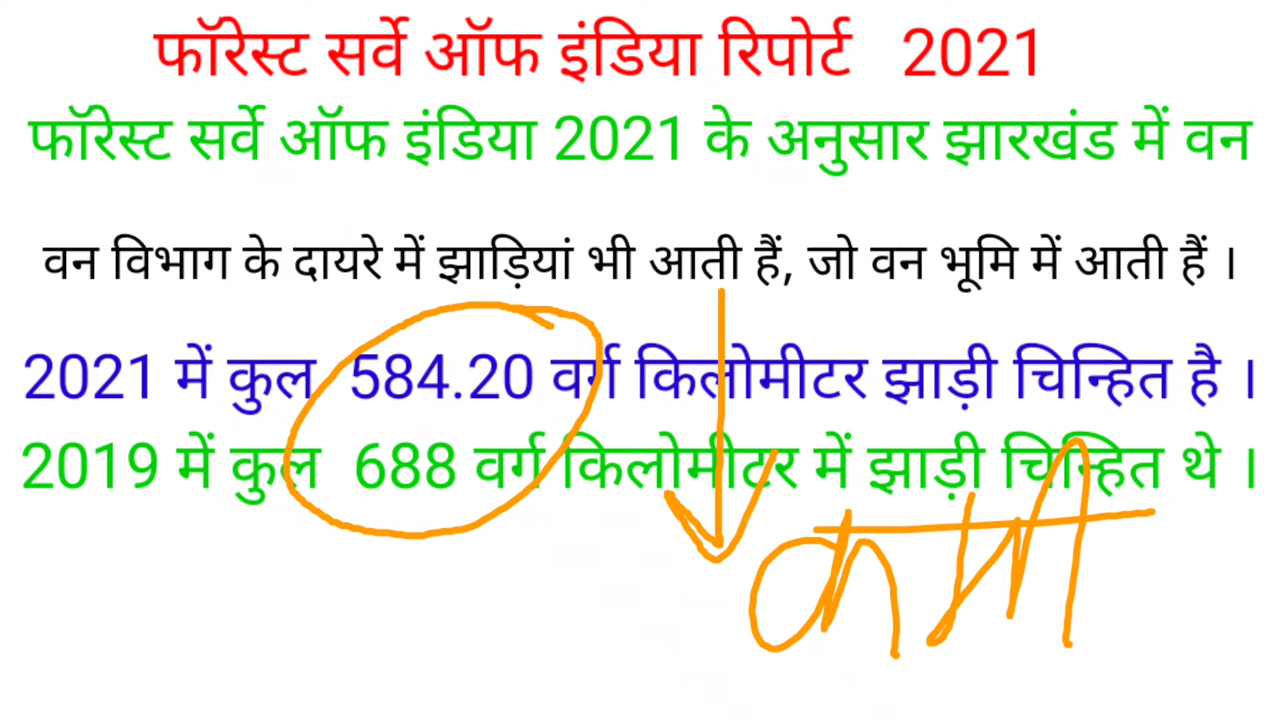 फॉरेस्ट सर्वे ऑफ इंडिया रिपोर्ट 2021
फॉरेस्ट सर्वे ऑफ इंडिया 2021 के अनुसार झारखंड में वन
वन विभाग के दायरे में झाड़ियां भी आती हैं, जो वन भूमि में आती हैं ।
2021 में कुल 584.20 वर्ग किलोमीटर झाड़ी चिन्हित है ।
2019 में कुल 688 वर्ग किलोमीटर में झाड़ी चिन्हित थे ।
कमी